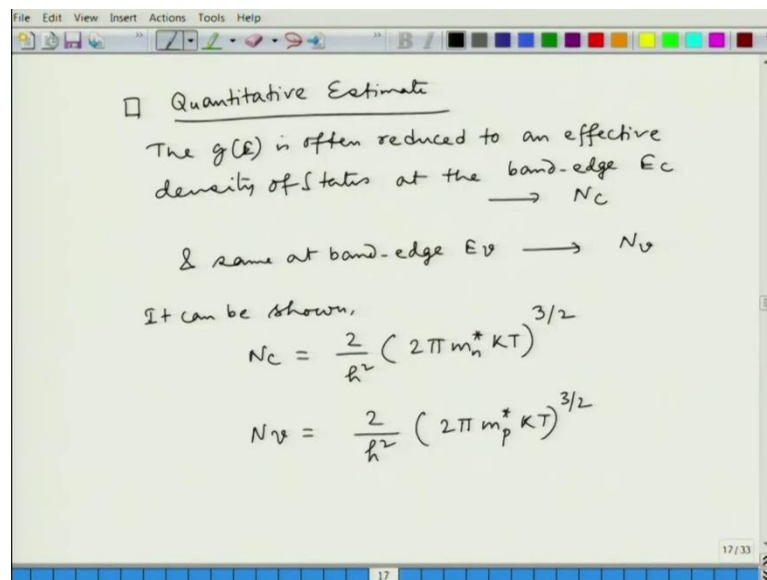 File Edit View Insert Actions Tools Help
B I
□ Quantitative Estimate
The g(E) is often reduced to an effective
density of States at the band-edge Ec
→ Nc
& same at band-edge Ev → Nv
It can be shown,
Nc = 2/h² (2π mn* KT)^3/2
Nv = 2/h² (2π mp* KT)^3/2
17/33
17